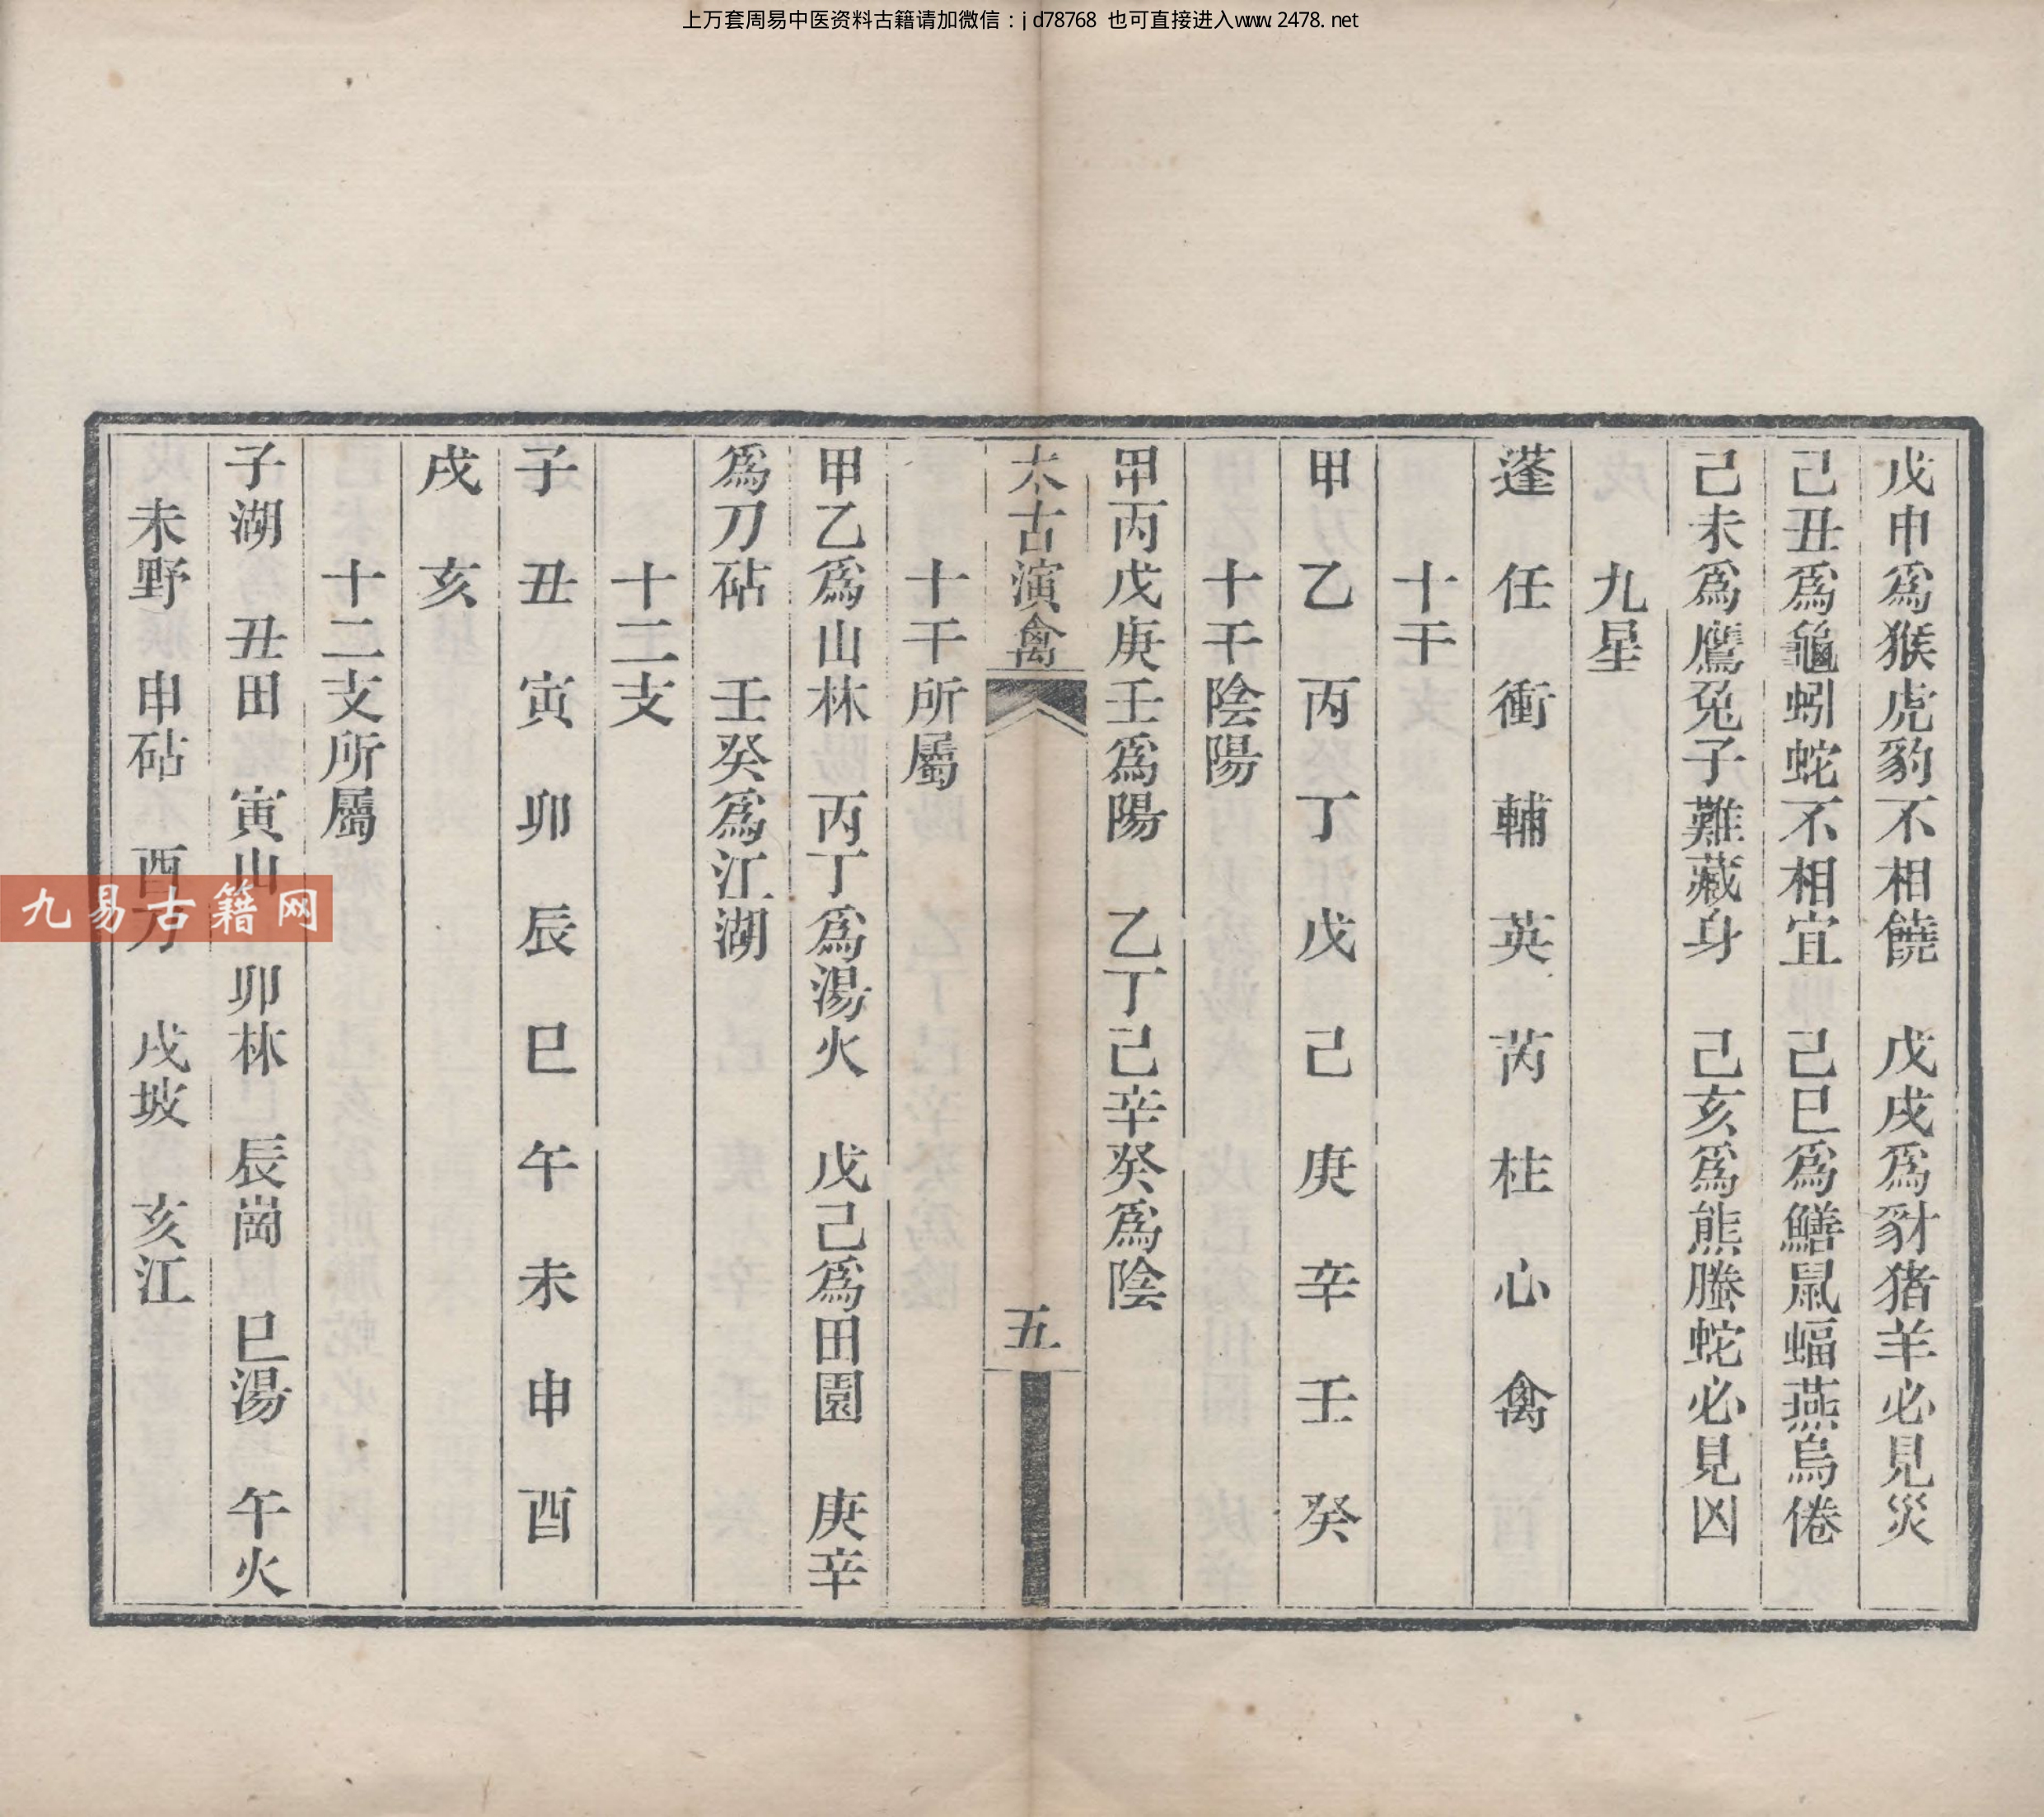 上万套周易中医资料古籍请加微信：jd78768 也可直接进入www.2478.net
戊申爲猴虎豹不相饒　戊戌爲豺猪羊必見災
己丑爲龜蚓蛇不相宜　己巳爲鱔鼠蝠燕烏倦
己未爲鷹兔子難藏身　己亥爲熊螣蛇必見凶
九星
蓬　任　衝　輔　英　芮　柱　心　禽
十干
甲　乙　丙　丁　戊　己　庚　辛　壬　癸
十干陰陽
甲丙戊庚壬爲陽　乙丁己辛癸爲陰
太古演禽　五
十干所屬
甲乙爲山林　丙丁爲湯火　戊己爲田園　庚辛
爲刀砧　壬癸爲江湖
十二支
子　丑　寅　卯　辰　巳　午　未　申　酉
戌　亥
十二支所屬
子湖　丑田　寅山　卯林　辰崗　巳湯　午火
未野　申砧　酉刀　戌坡　亥江
九易古籍网